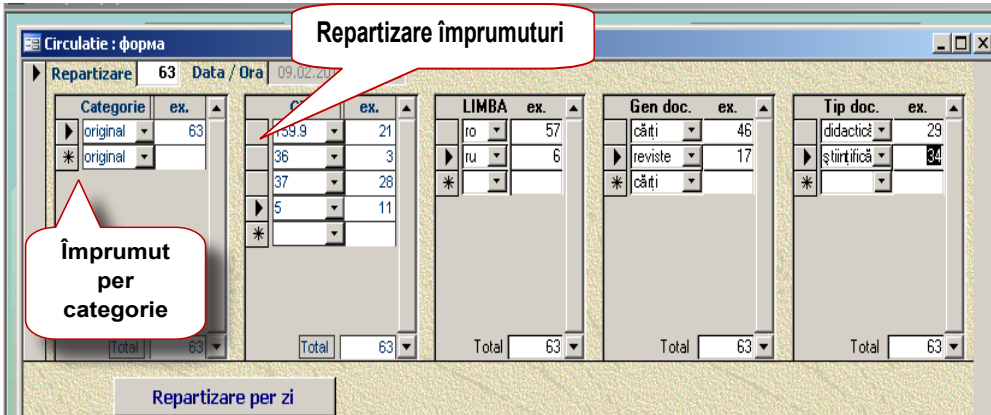 Repartizare împrumuturi
Circulatie : форма
Repartizare 63 Data / Ora 09.02.20
Categorie ex.
original 63
original
Total 63
ex.
159.9 21
36 3
37 28
5 11
Total 63
LIMBA ex.
ro 57
ru 6
Total 63
Gen doc. ex.
cărți 46
reviste 17
cărți
Total 63
Tip doc. ex.
didactică 29
științifică 34
Total 63
Împrumut
per
categorie
Repartizare per zi